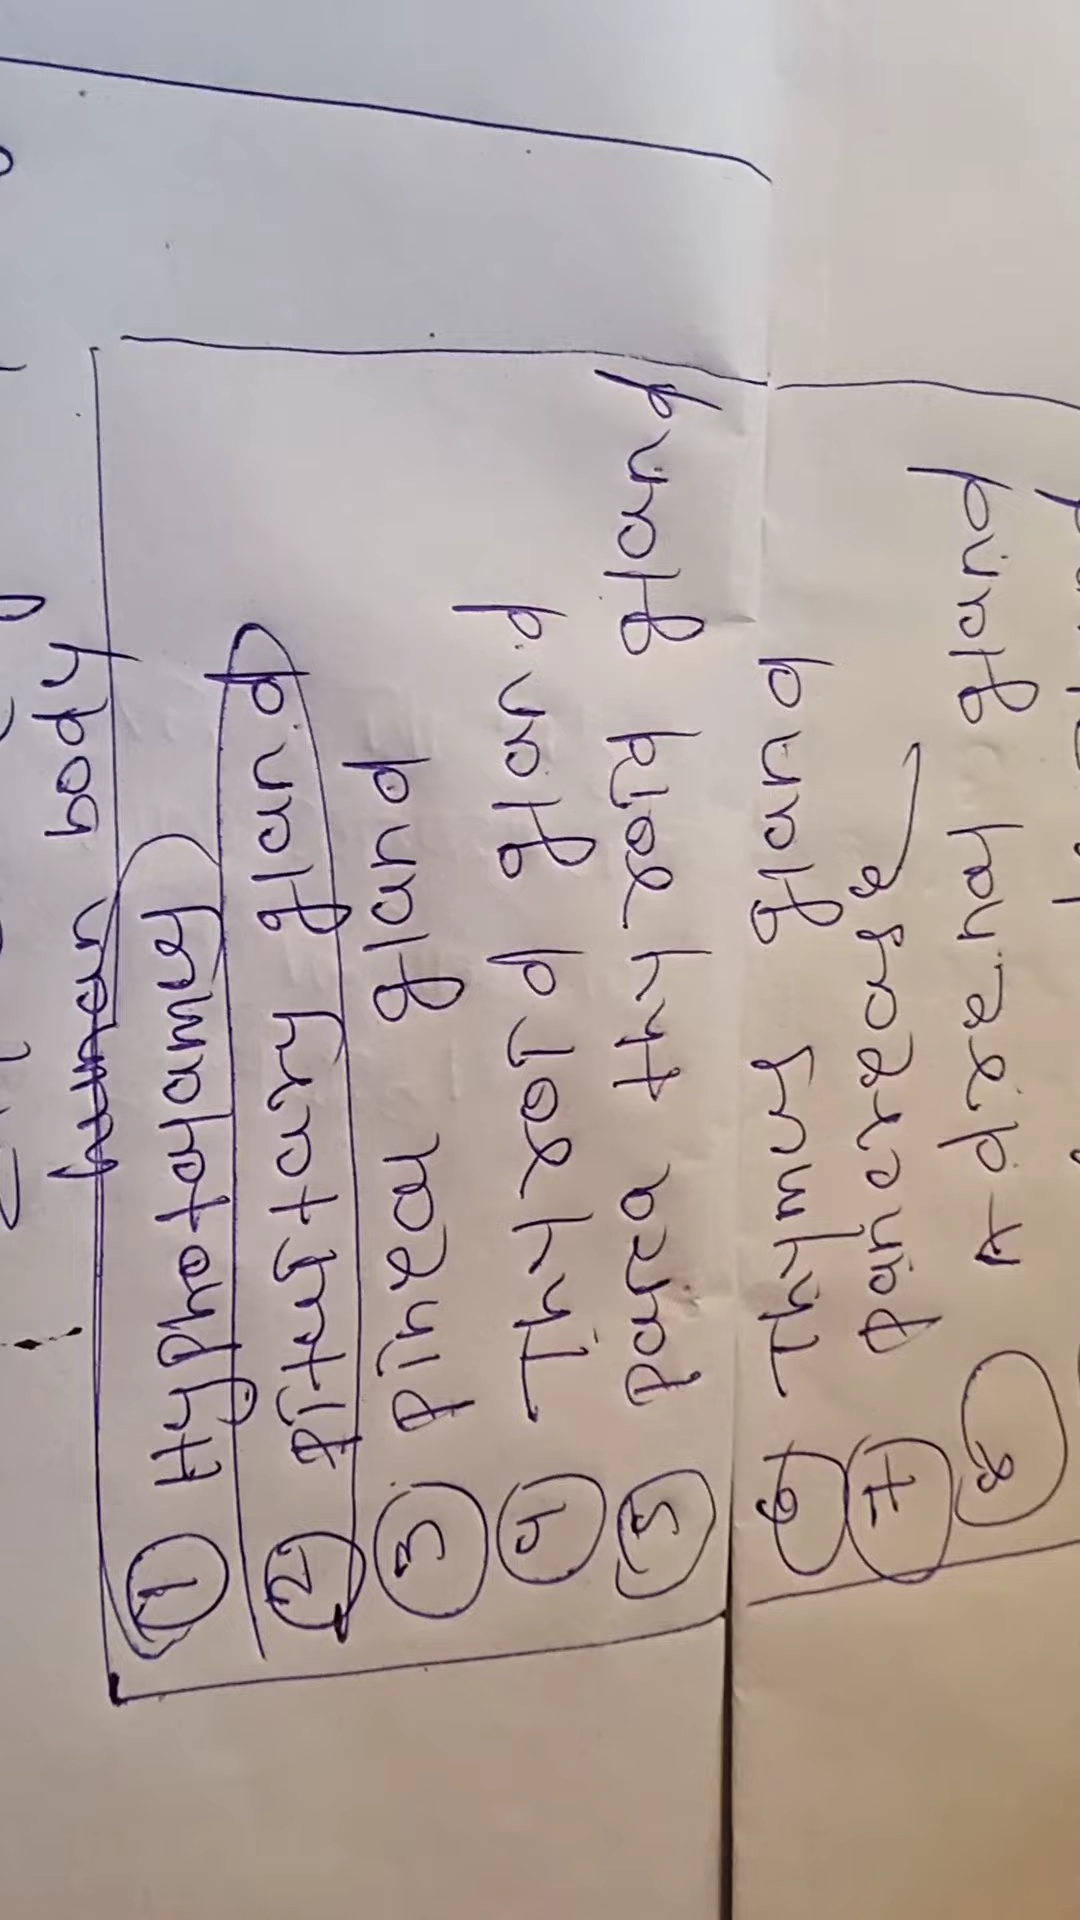 human body
1 Hyphotalamus
2 Pituitary gland
3 Pineal gland
4 Thyroid gland
5 para thyroid gland
6 Thymus gland
7 pancrease
8 Adrenal gland